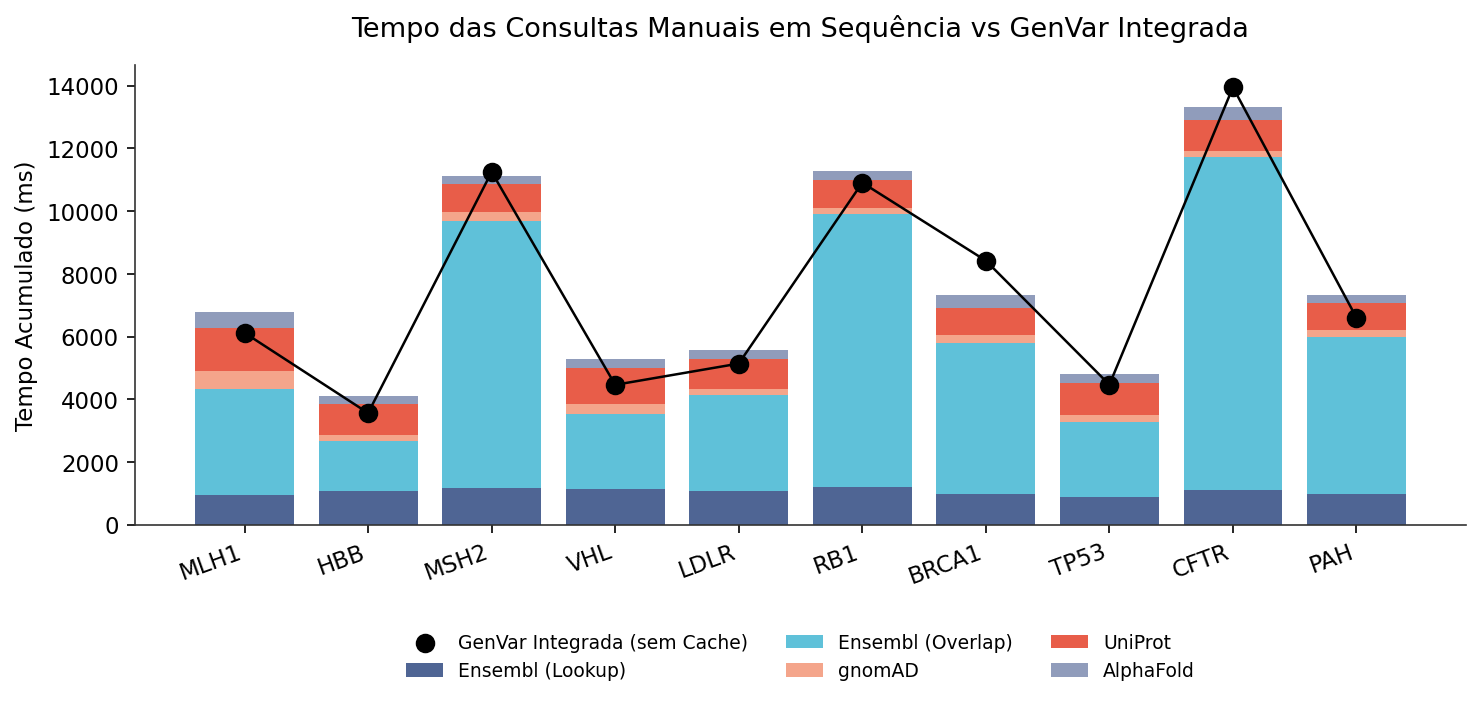 Tempo das Consultas Manuais em Sequência vs GenVar Integrada
Tempo Acumulado (ms)
14000
12000
10000
8000
6000
4000
2000
0
MLH1
HBB
MSH2
VHL
LDLR
RB1
BRCA1
TP53
CFTR
PAH
GenVar Integrada (sem Cache)
Ensembl (Lookup)
Ensembl (Overlap)
gnomAD
UniProt
AlphaFold